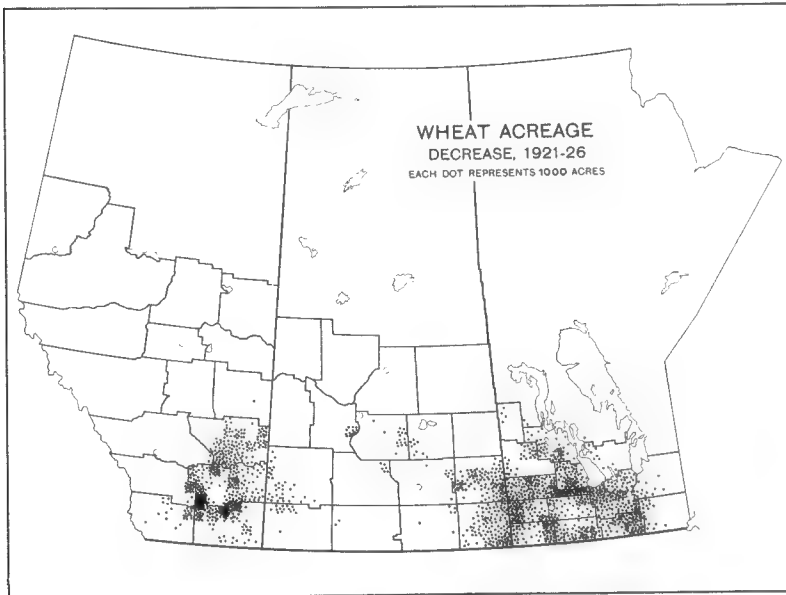 WHEAT ACREAGE
DECREASE, 1921-26
EACH DOT REPRESENTS 1000 ACRES